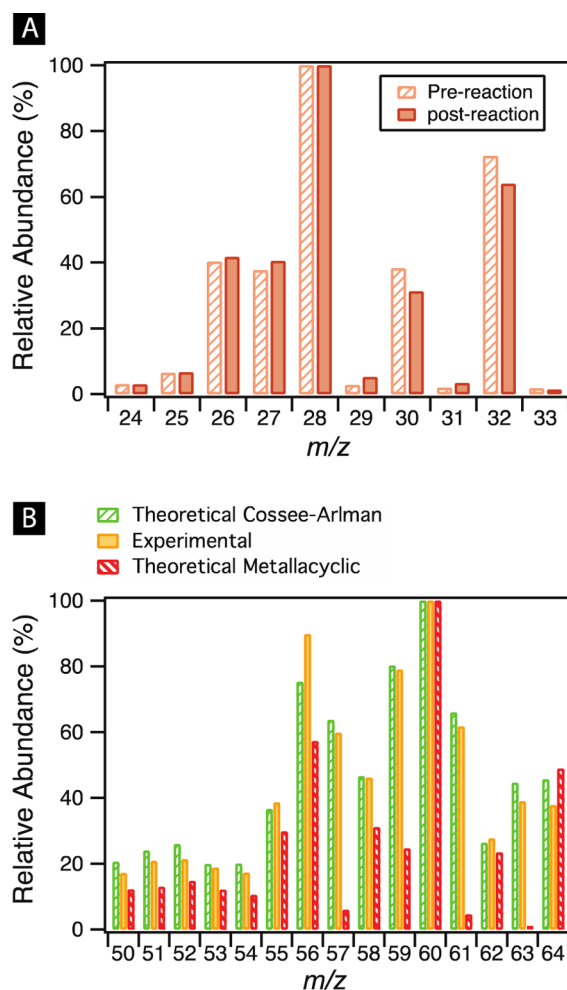 A
Relative Abundance (%)
100
80
60
40
20
0
Pre-reaction
post-reaction
24 25 26 27 28 29 30 31 32 33
m/z
B
Theoretical Cossee-Arlman
Experimental
Theoretical Metallacyclic
Relative Abundance (%)
100
80
60
40
20
0
50 51 52 53 54 55 56 57 58 59 60 61 62 63 64
m/z